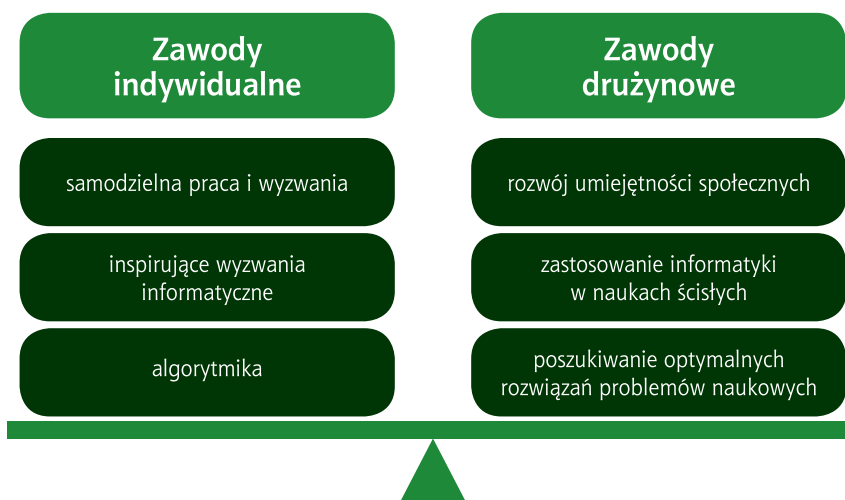 Zawody
indywidualne
samodzielna praca i wyzwania
inspirujące wyzwania
informatyczne
algorytmika
Zawody
drużynowe
rozwój umiejętności społecznych
zastosowanie informatyki
w naukach ścisłych
poszukiwanie optymalnych
rozwiązań problemów naukowych